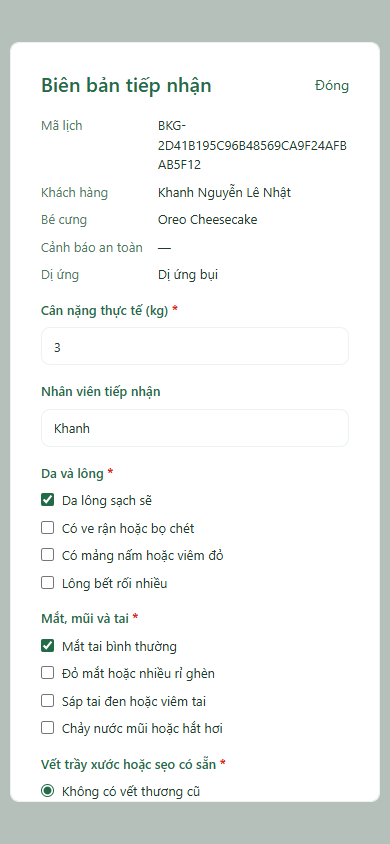 Biên bản tiếp nhận
Đóng
Mã lịch
BKG-
2D41B195C96B48569CA9F24AFB
AB5F12
Khách hàng
Khanh Nguyễn Lê Nhật
Bé cưng
Oreo Cheesecake
Cảnh báo an toàn
—
Dị ứng
Dị ứng bụi
Cân nặng thực tế (kg) *
3
Nhân viên tiếp nhận
Khanh
Da và lông *
Da lông sạch sẽ
Có ve rận hoặc bọ chét
Có mảng nấm hoặc viêm đỏ
Lông bết rối nhiều
Mắt, mũi và tai *
Mắt tai bình thường
Đỏ mắt hoặc nhiều rỉ ghèn
Sáp tai đen hoặc viêm tai
Chảy nước mũi hoặc hắt hơi
Vết trầy xước hoặc sẹo có sẵn *
Không có vết thương cũ